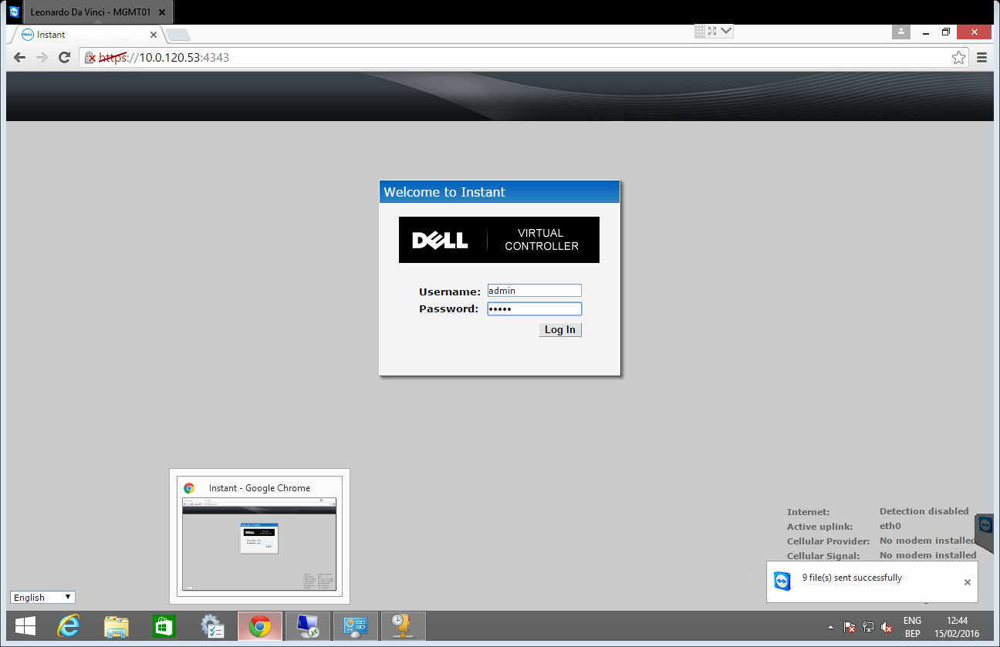 Leonardo Da Vinci - MGMT01
Instant
https://10.0.120.53:4343
Welcome to Instant
DELL
VIRTUAL
CONTROLLER
Username: admin
Password: •••••
Log In
Instant - Google Chrome
Internet: Detection disabled
Active uplink: eth0
Cellular Provider: No modem installed
Cellular Signal: No modem installed
9 file(s) sent successfully
English
ENG 12:44
BEP 15/02/2016